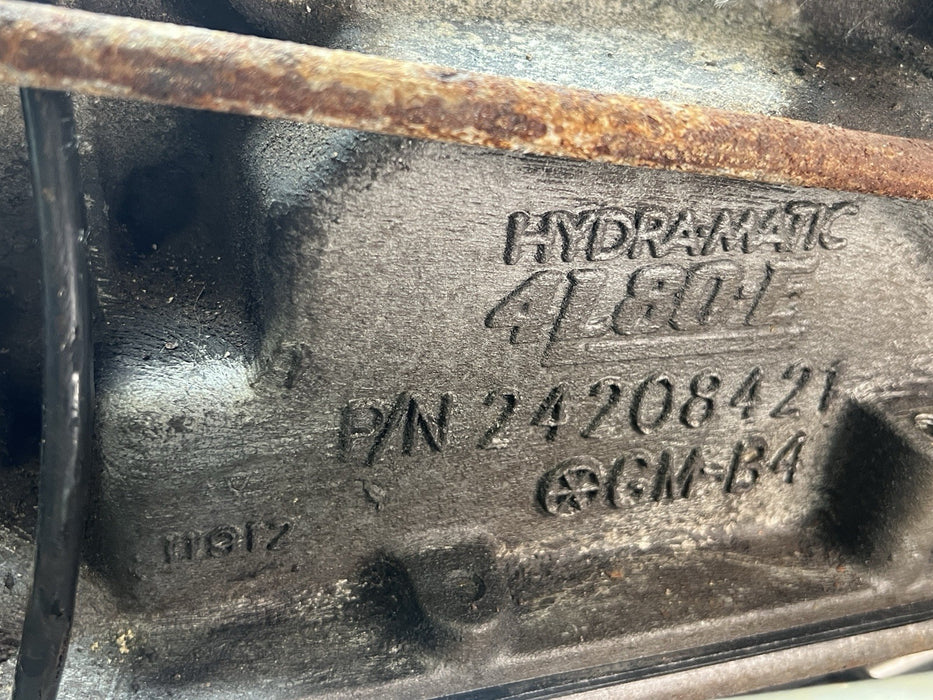 HYDRA-MATIC
4L80-E
P/N 24208421
GM-B4